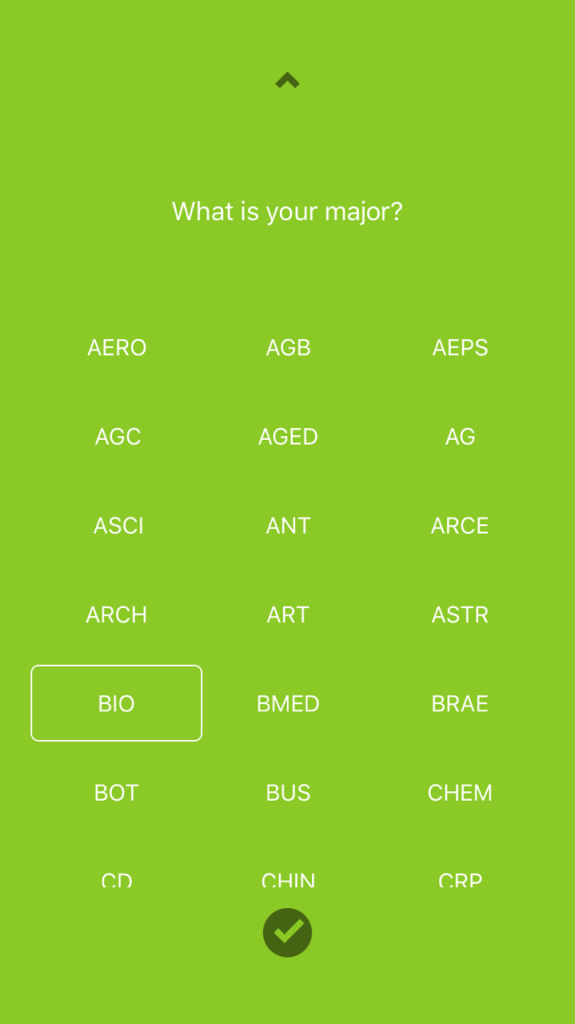 What is your major?
AERO AGB AEPS
AGC AGED AG
ASCI ANT ARCE
ARCH ART ASTR
BIO BMED BRAE
BOT BUS CHEM
CD CHIN CRP